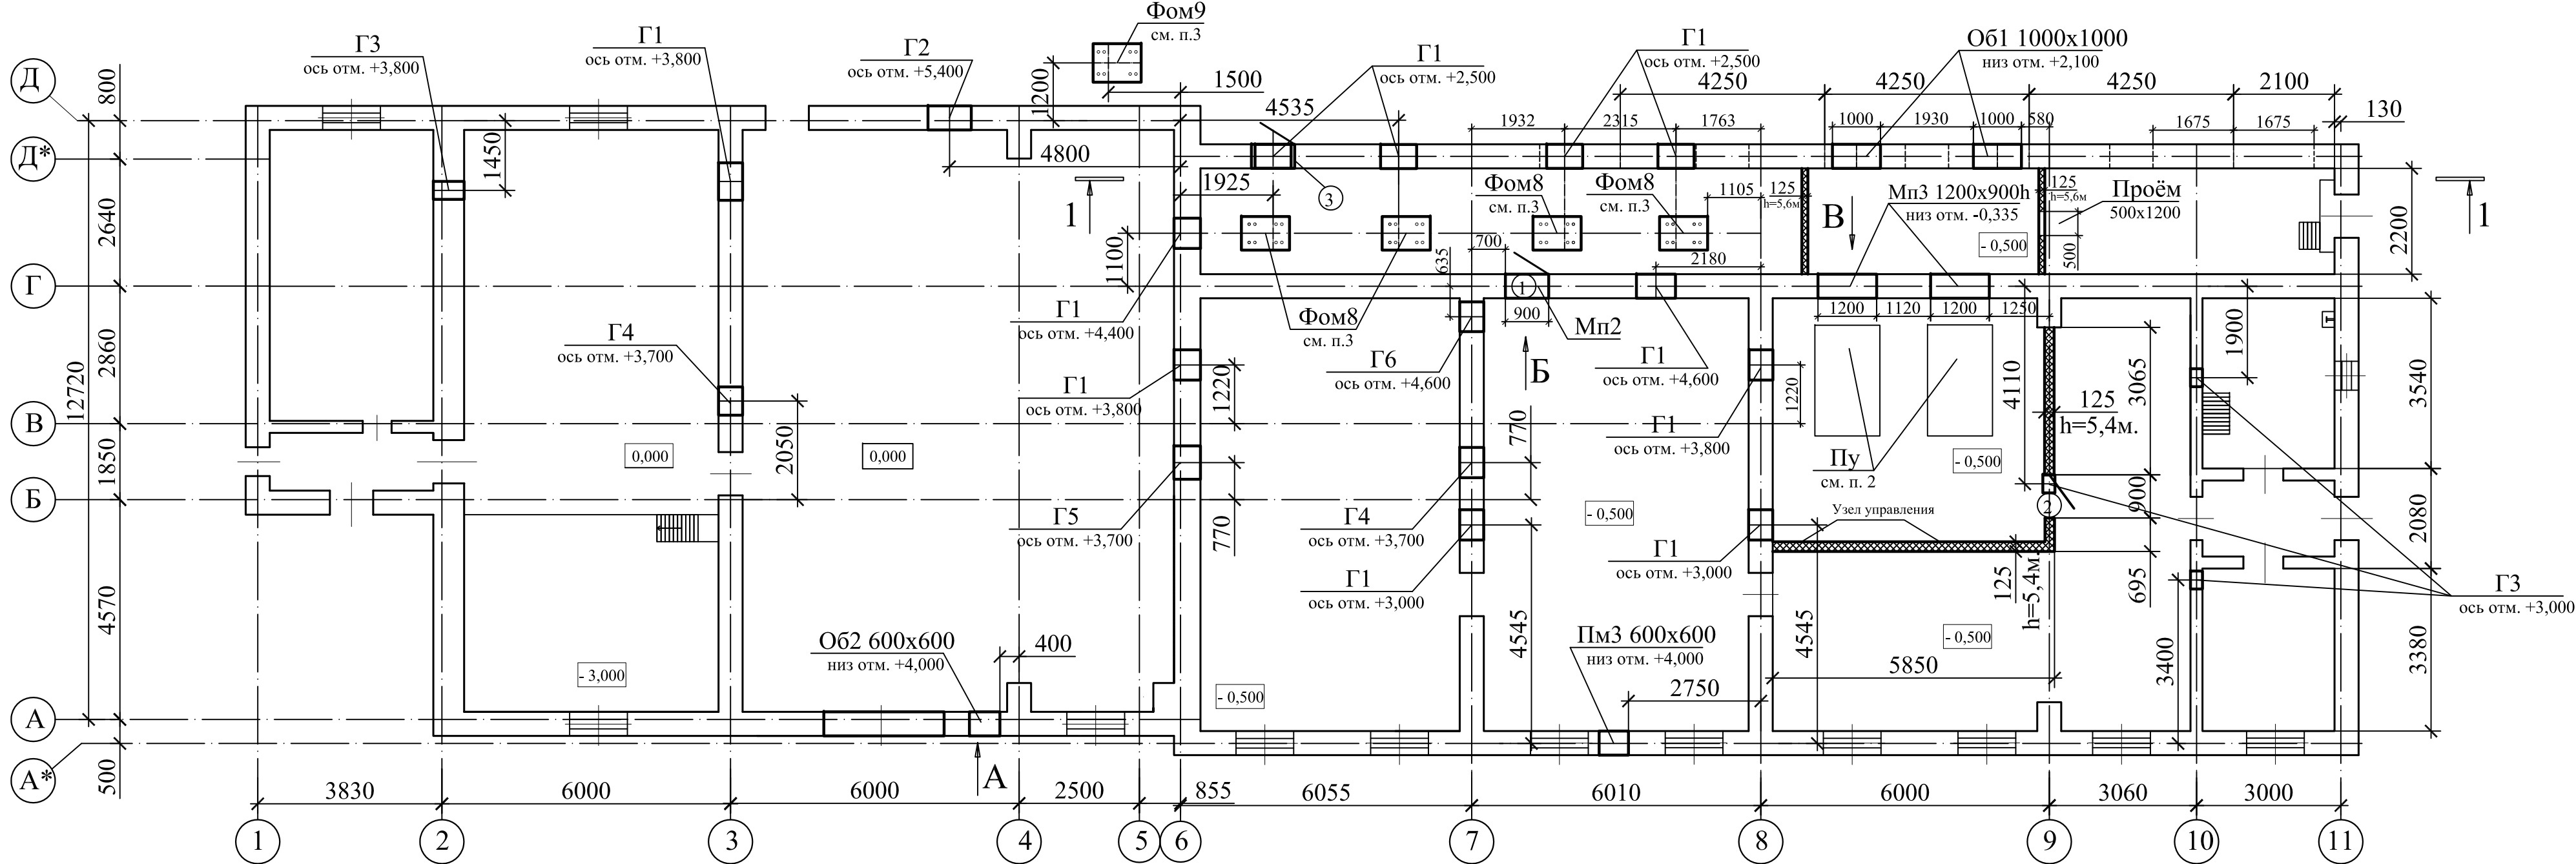 Фом9
см. п.3
Г3
ось отм. +3,800
Г1
ось отм. +3,800
Г2
ось отм. +5,400
Г1
ось отм. +2,500
Г1
ось отм. +2,500
Об1 1000х1000
низ отм. +2,100
Д
800
1200
1500
4535
4250
4250
4250
2100
130
1932
2315
1763
1000
1930
1000
580
1675
1675
Д*
1450
4800
1925
3
Фом8
см. п.3
Фом8
см. п.3
1105
125
h=5,6м
Мп3 1200х900h
низ отм. -0,335
125
h=5,6м
Проём
500х1200
1
В
1
2640
1100
700
635
2180
- 0,500
500
2200
Г
1
Г1
ось отм. +4,400
Фом8
см. п.3
900
Мп2
1200
1120
1200
1250
1900
12720
2860
Г4
ось отм. +3,700
Г6
ось отм. +4,600
Б
Г1
ось отм. +4,600
Г1
ось отм. +3,800
1220
1220
4110
3065
3540
125
h=5,4м.
В
770
Г1
ось отм. +3,800
1850
0,000
2050
0,000
Пу
см. п. 2
- 0,500
Б
Г5
ось отм. +3,700
770
Г4
ось отм. +3,700
- 0,500
Узел управления
2
900
2080
Г1
ось отм. +3,000
Г1
ось отм. +3,000
125
h=5,4м.
695
Г3
ось отм. +3,000
4570
Об2 600х600
низ отм. +4,000
400
4545
Пм3 600х600
низ отм. +4,000
4545
- 0,500
5850
3400
3380
- 3,000
- 0,500
2750
А
А*
500
А
3830
6000
6000
2500
855
6055
6010
6000
3060
3000
1
2
3
4
5
6
7
8
9
10
11